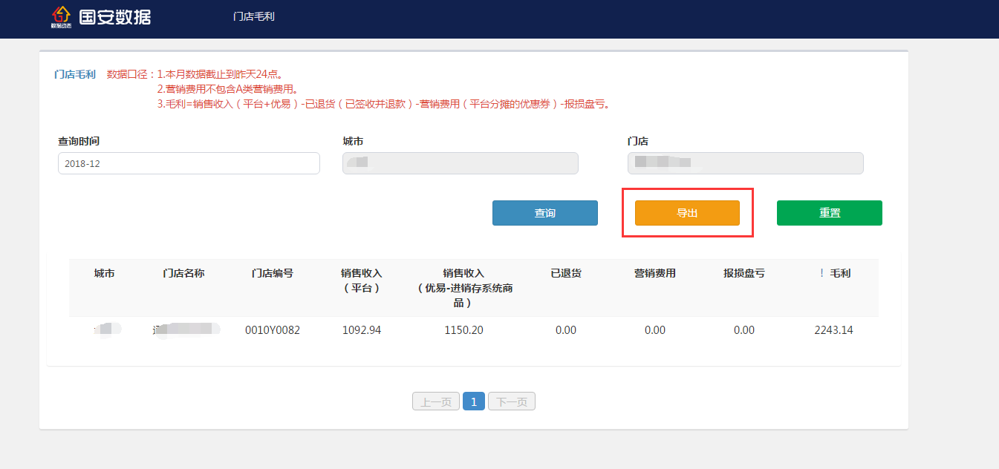 国安数据
数据动态
门店毛利
门店毛利 数据口径：1.本月数据截止到昨天24点。
2.营销费用不包含A类营销费用。
3.毛利=销售收入（平台+优易）-已退货（已签收并退款）-营销费用（平台分摊的优惠券）-报损盘亏。
查询时间 城市 门店
2018-12
查询 导出 重置
城市 门店名称 门店编号 销售收入 销售收入 已退货 营销费用 报损盘亏 ！毛利
（平台） （优易-进销存系统商
品）
0010Y0082 1092.94 1150.20 0.00 0.00 0.00 2243.14
上一页 1 下一页